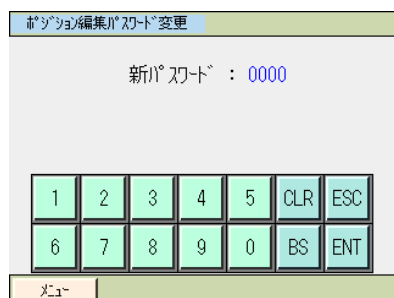 ﾎﾟｼﾞｼｮﾝ編集ﾊﾟｽﾜｰﾄﾞ変更
新ﾊﾟｽﾜｰﾄﾞ : 0000
1 2 3 4 5 CLR ESC
6 7 8 9 0 BS ENT
ﾒﾆｭｰ